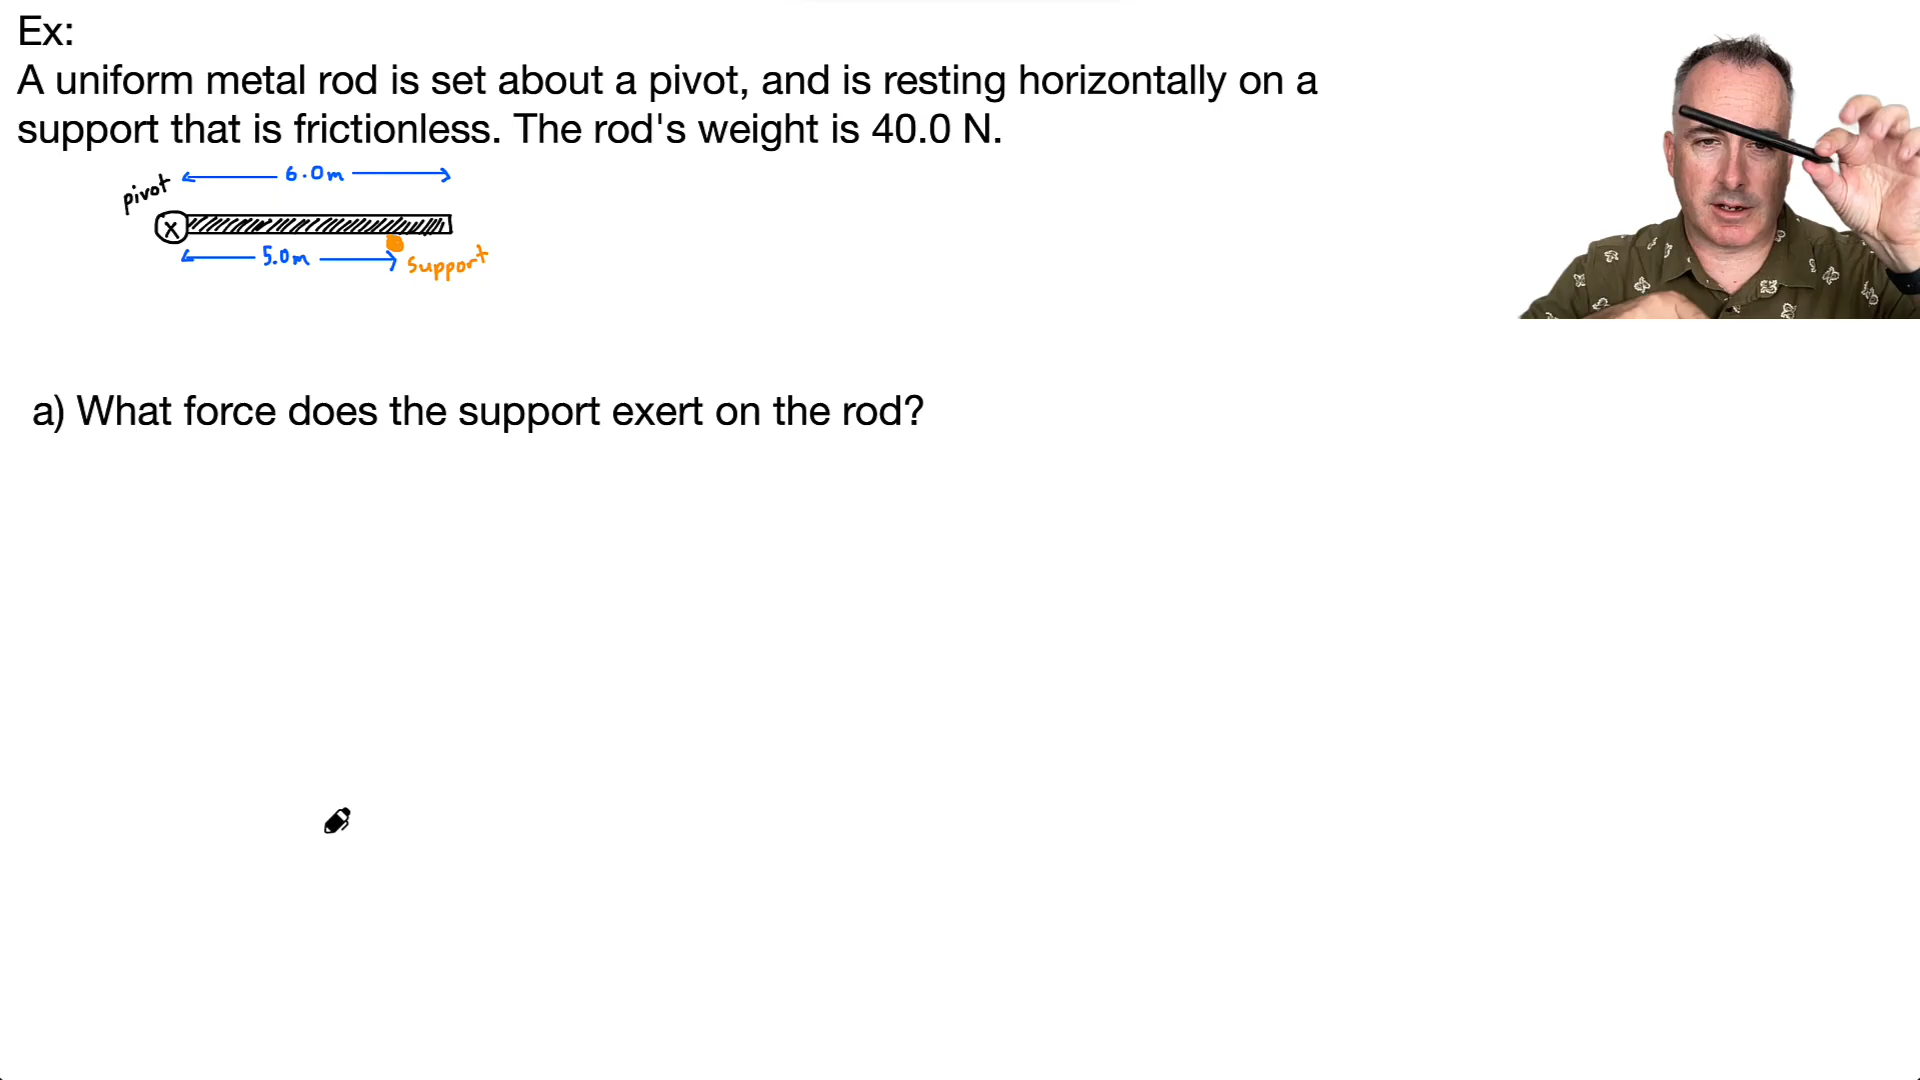 Ex:
A uniform metal rod is set about a pivot, and is resting horizontally on a
support that is frictionless. The rod's weight is 40.0 N.
6.0m
pivot
X
5.0m
support
a) What force does the support exert on the rod?